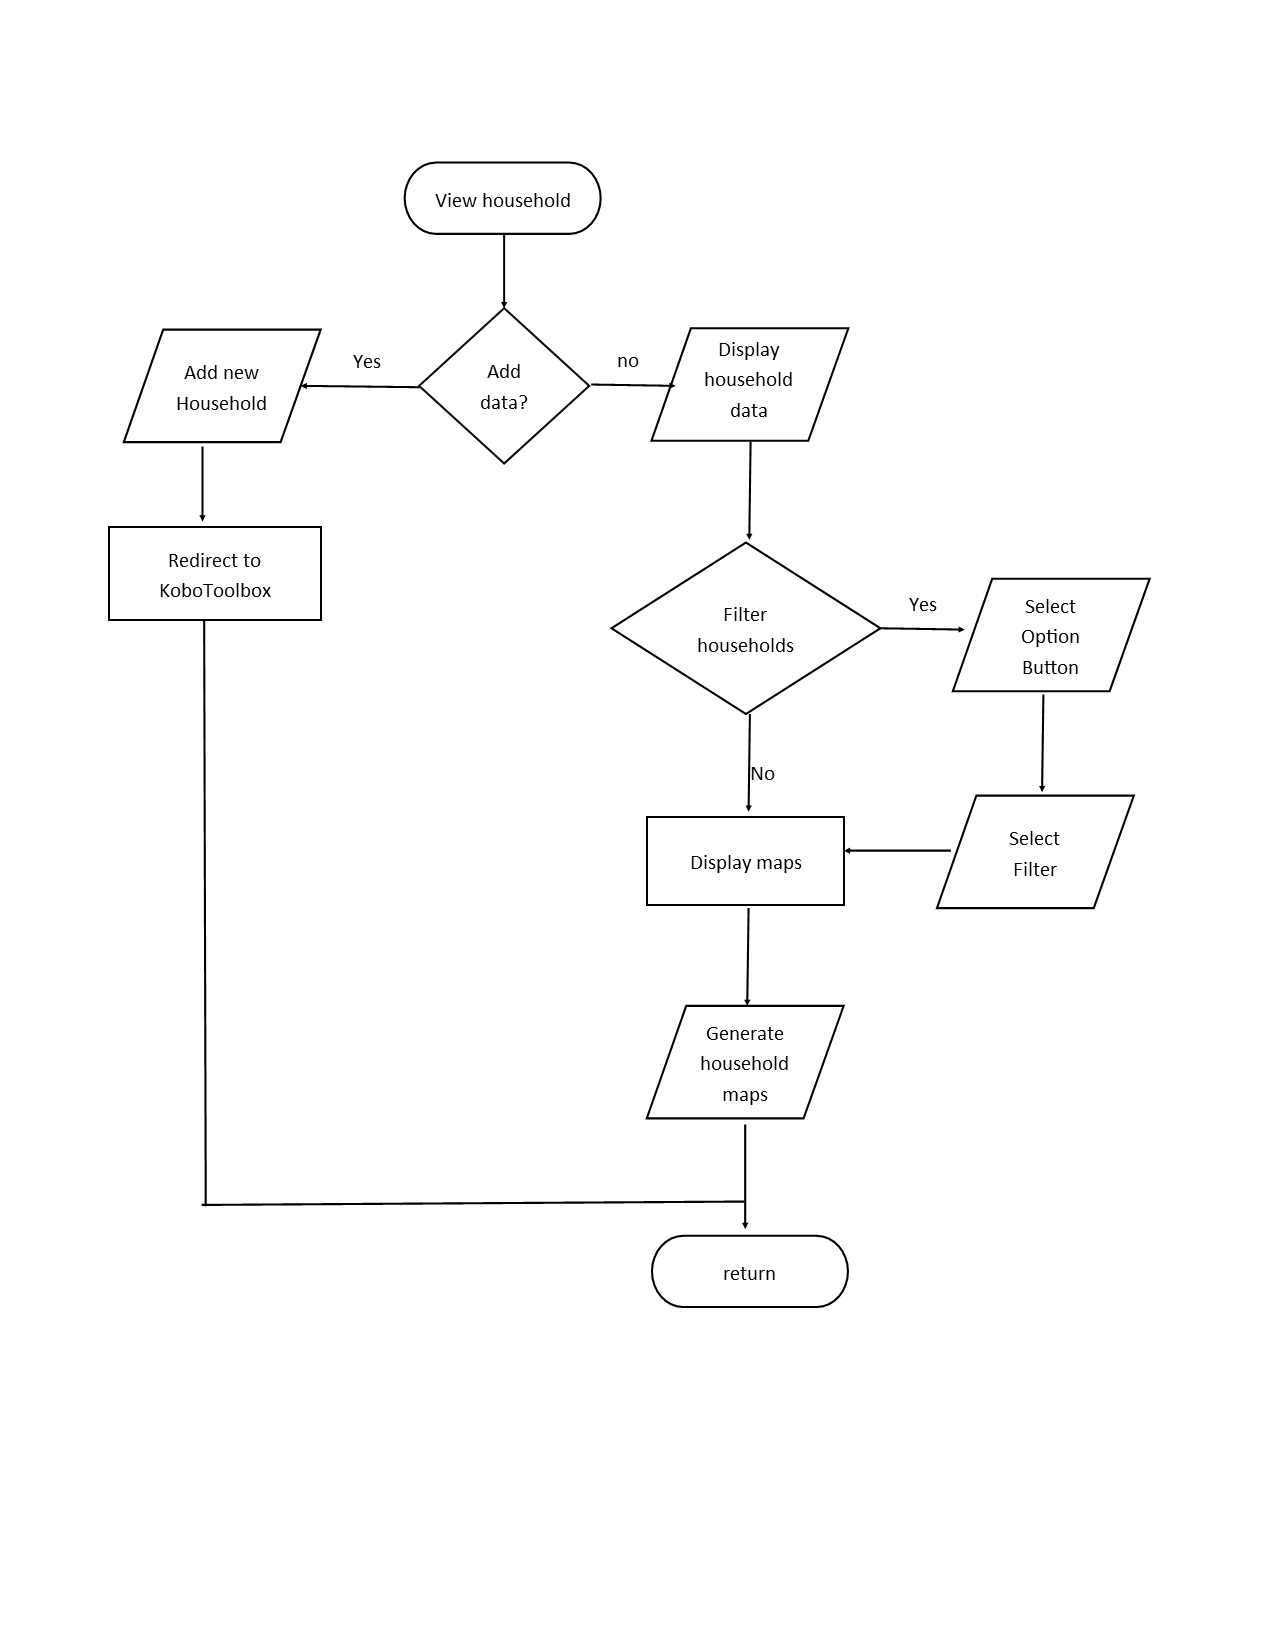 View household
Add new
Household
Yes
Add
data?
no
Display
household
data
Redirect to
KoboToolbox
Filter
households
Yes
Select
Option
Button
No
Display maps
Select
Filter
Generate
household
maps
return